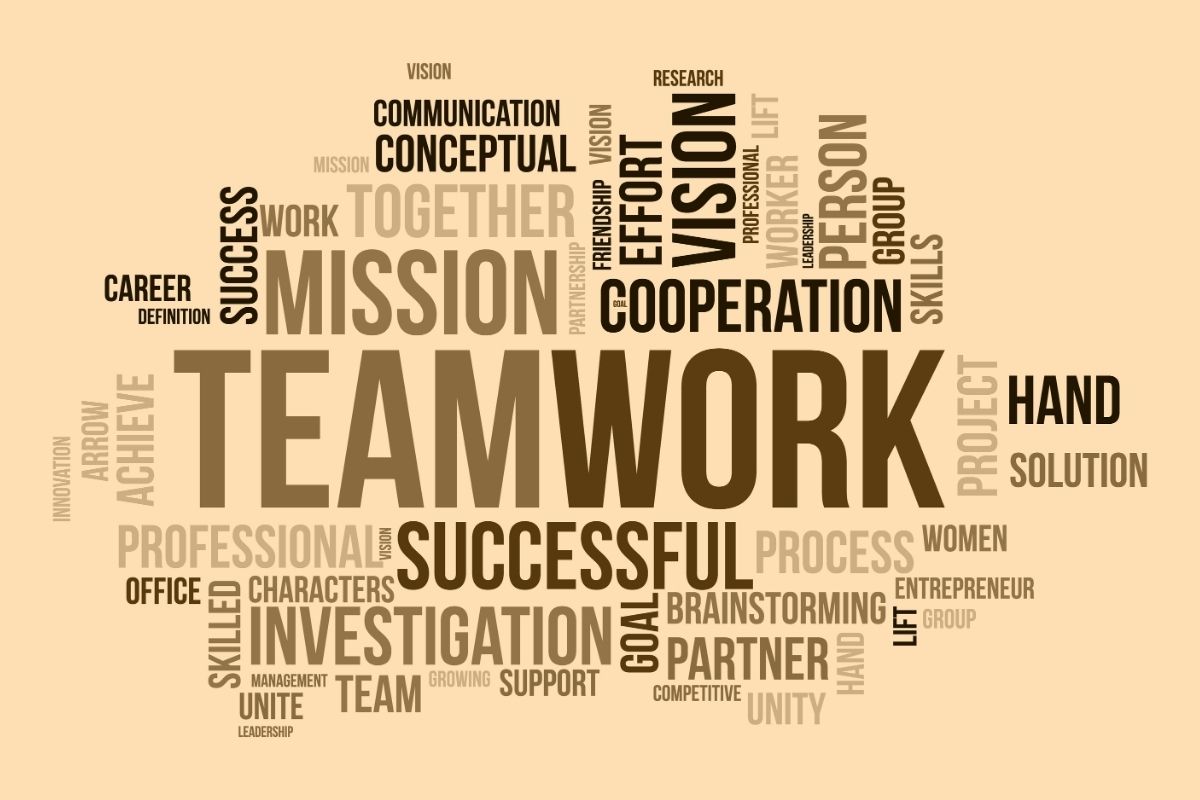 VISION
RESEARCH
COMMUNICATION
CONCEPTUAL
MISSION
VISION
EFFORT
VISION
LIFT
PROFESSIONAL
WORKER
PERSON
GROUP
LEADERSHIP
FRIENDSHIP
SUCCESS
WORK
TOGETHER
MISSION
PARTNERSHIP
SKILLS
CAREER
DEFINITION
GOAL
COOPERATION
INNOVATION
ARROW
ACHIEVE
TEAMWORK
PROJECT
HAND
SOLUTION
PROFESSIONAL
VISION
SUCCESSFUL
PROCESS
WOMEN
OFFICE
SKILLED
CHARACTERS
INVESTIGATION
GOAL
BRAINSTORMING
ENTREPRENEUR
LIFT
GROUP
PARTNER
HAND
MANAGEMENT
TEAM
GROWING
SUPPORT
COMPETITIVE
UNITY
UNITE
LEADERSHIP